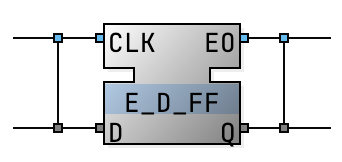 CLK EO
E_D_FF
D Q